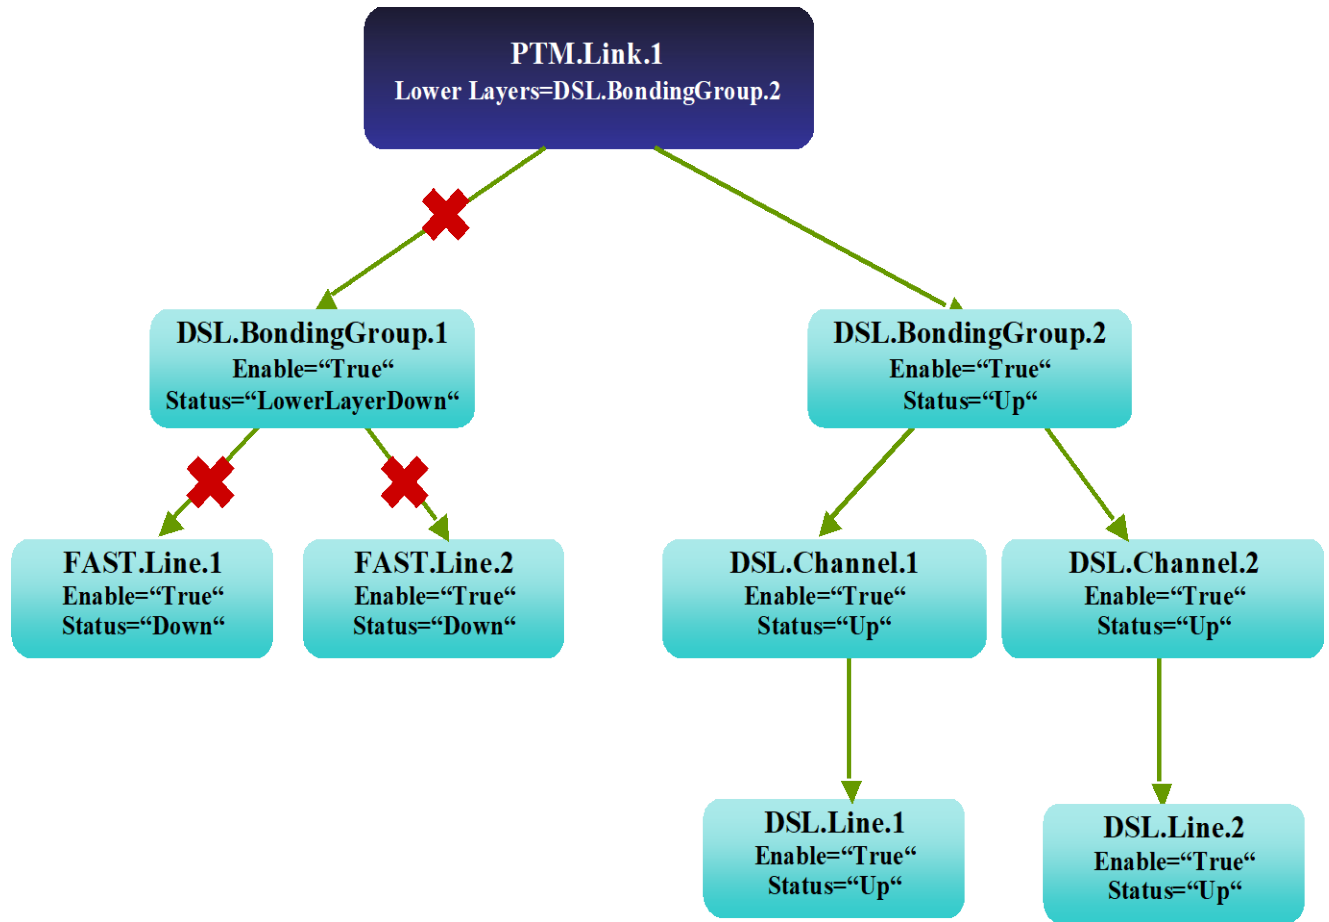 PTM.Link.1
Lower Layers=DSL.BondingGroup.2
DSL.BondingGroup.1
Enable=“True“
Status=“LowerLayerDown“
DSL.BondingGroup.2
Enable=“True“
Status=“Up“
FAST.Line.1
Enable=“True“
Status=“Down“
FAST.Line.2
Enable=“True“
Status=“Down“
DSL.Channel.1
Enable=“True“
Status=“Up“
DSL.Channel.2
Enable=“True“
Status=“Up“
DSL.Line.1
Enable=“True“
Status=“Up“
DSL.Line.2
Enable=“True“
Status=“Up“